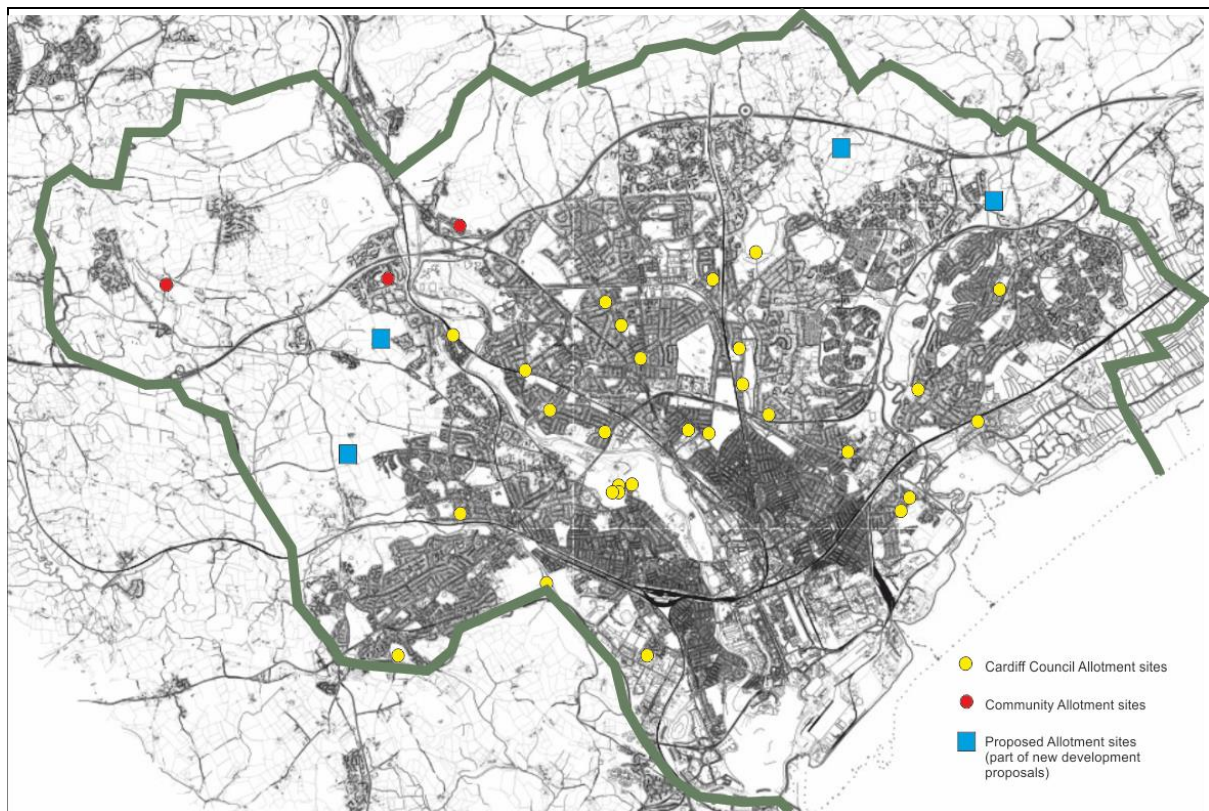 Cardiff Council Allotment sites
Community Allotment sites
Proposed Allotment sites
(part of new development
proposals)